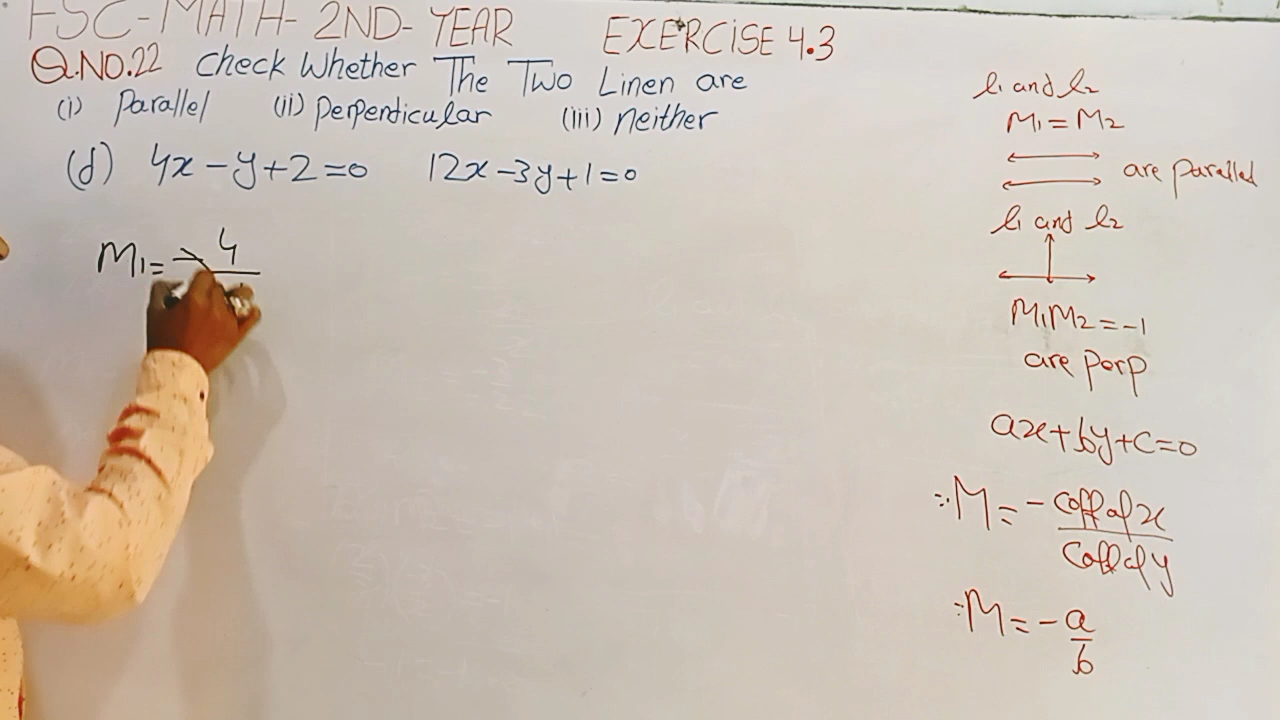 FSC-MATH-2ND-YEAR EXERCISE 4.3
Q.NO.22 Check Whether The Two Linen are
(i) Parallel (ii) Perpendicular (iii) neither
(d) 4x-y+2=0 12x-3y+1=0
M1=-4
l1 and l2
M1=M2
are parallel
l1 and l2
M1M2=-1
are perp
ax+by+c=0
∴M=-coff of x
coff of y
∴M=-a
b